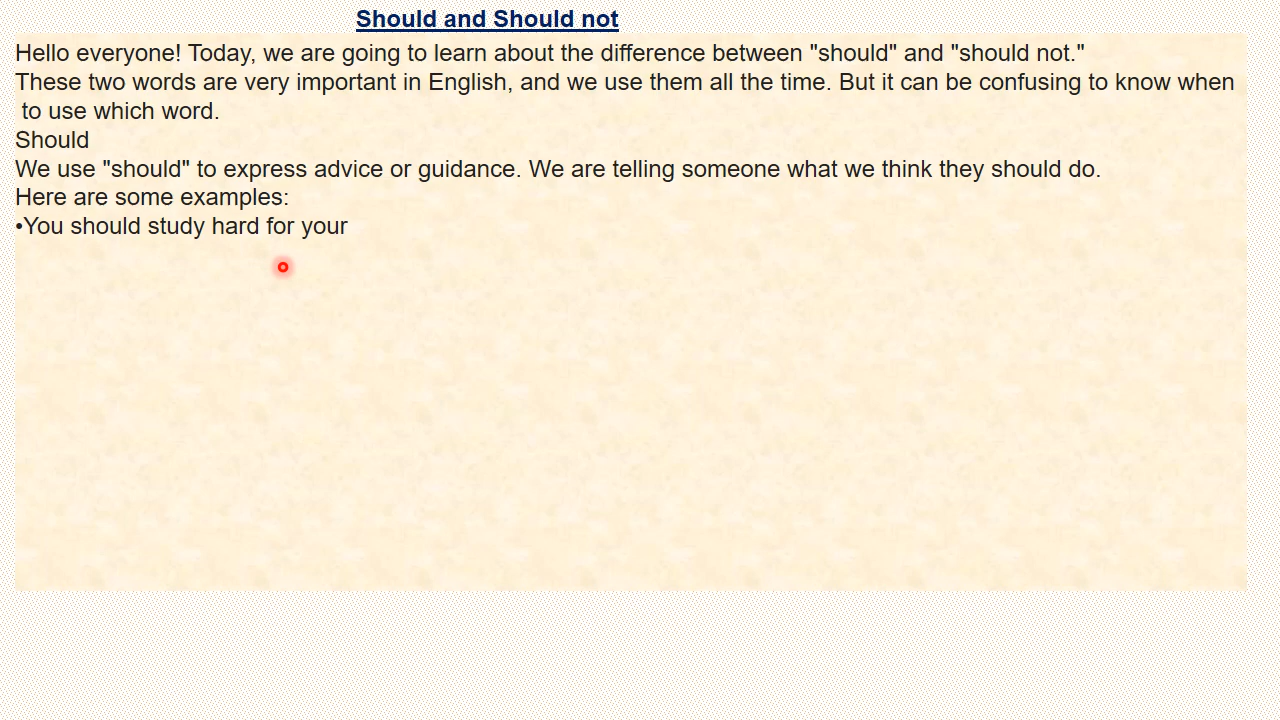 Should and Should not
Hello everyone! Today, we are going to learn about the difference between "should" and "should not."
These two words are very important in English, and we use them all the time. But it can be confusing to know when
to use which word.
Should
We use "should" to express advice or guidance. We are telling someone what we think they should do.
Here are some examples:
•You should study hard for your